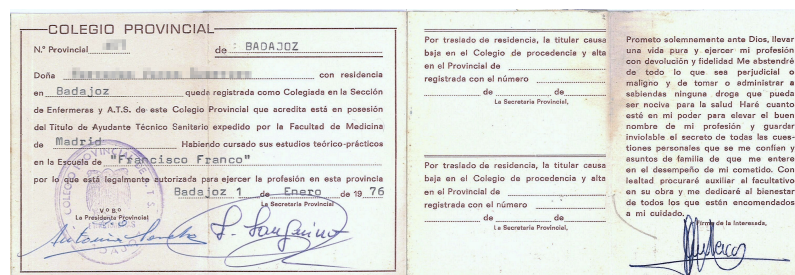 COLEGIO PROVINCIAL
N.º Provincial
de : BADAJOZ
Doña con residencia
en Badajoz queda registrada como Colegiada en la Sección
de Enfermeras y A.T.S. de este Colegio Provincial que acredita está en posesión
del Titulo de Ayudante Técnico Sanitario expedido por la Facultad de Medicina
de Madrid Habiendo cursado sus estudios teórico-prácticos
en la Escuela de "Francisco Franco"
por lo que está legalmente autorizada para ejercer la profesión en esta provincia
Badajoz 1 de Enero de 19 76
V.º B.º
La Presidenta Provincial
La Secretaria Provincial
COLEGIO PROVINCIAL
Por traslado de residencia, la titular causa
baja en el Colegio de procedencia y alta
en el Provincial de
registrada con el número
de de
La Secretaria Provincial,
Por traslado de residencia, la titular causa
baja en el Colegio de procedencia y alta
en el Provincial de
registrada con el número
de de
La Secretaria Provincial,
Prometo solemnemente ante Dios, llevar
una vida pura y ejercer mi profesión
con devolución y fidelidad Me abstendré
de todo lo que sea perjudicial o
maligno y de tomar o administrar a
sabiendas ninguna droga que pueda
ser nociva para la salud Haré cuanto
esté en mi poder para elevar el buen
nombre de mi profesión y guardar
inviolable el secreto de todas las cues-
tiones personales que se me confien y
asuntos de familia de que me entere
en el desempeño de mi cometido. Con
lealtad procuraré auxiliar al facultativo
en su obra y me dedicaré al bienestar
de todos los que estén encomendados
a mi cuidado.
Firma de la Interesada,